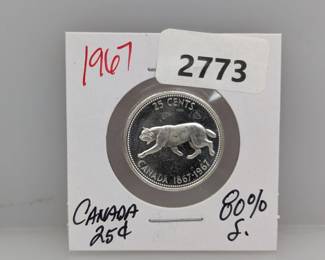 1967
2773
25 CENTS
CANADA 1867-1967
CANADA 80%
25¢ S.